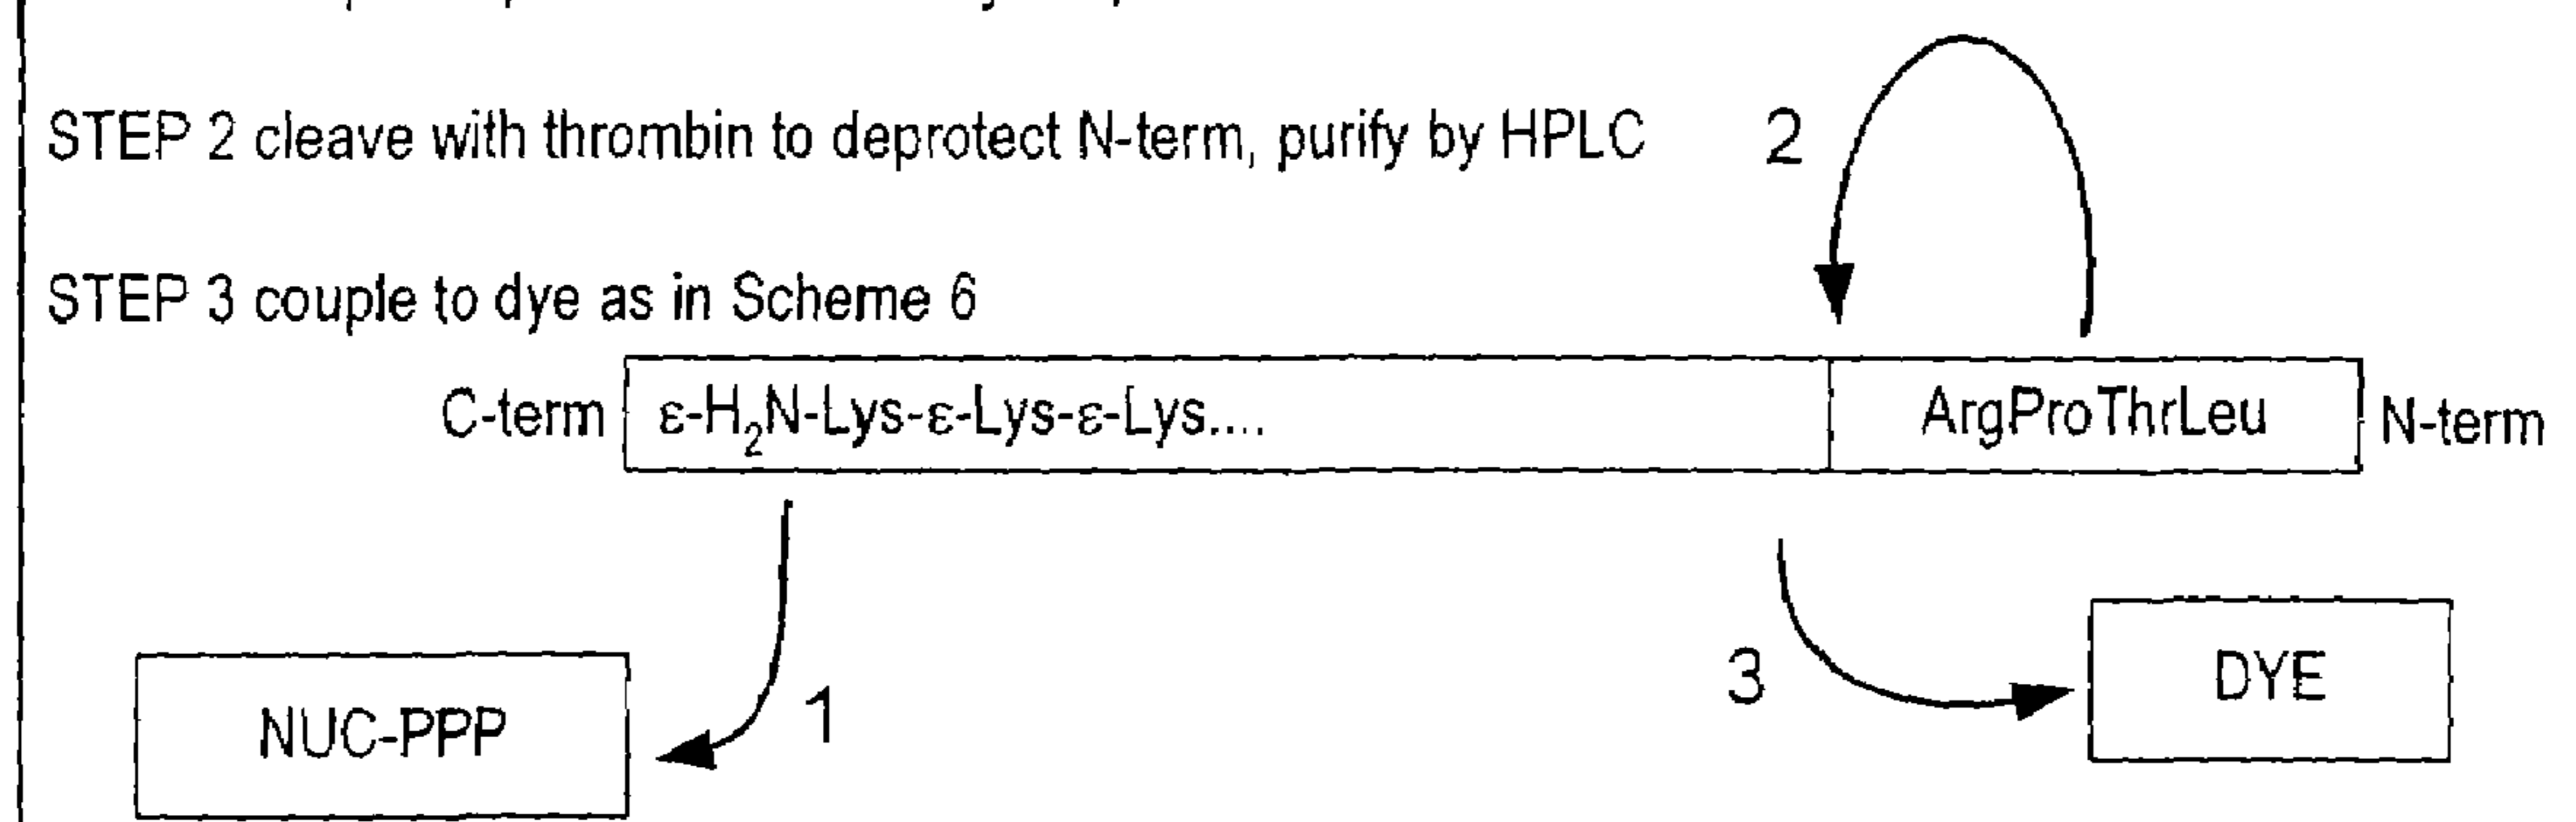 STEP 2 cleave with thrombin to deprotect N-term, purify by HPLC
2
STEP 3 couple to dye as in Scheme 6
C-term ε-H₂N-Lys-ε-Lys-ε-Lys.... ArgProThrLeu N-term
1
3
NUC-PPP
DYE